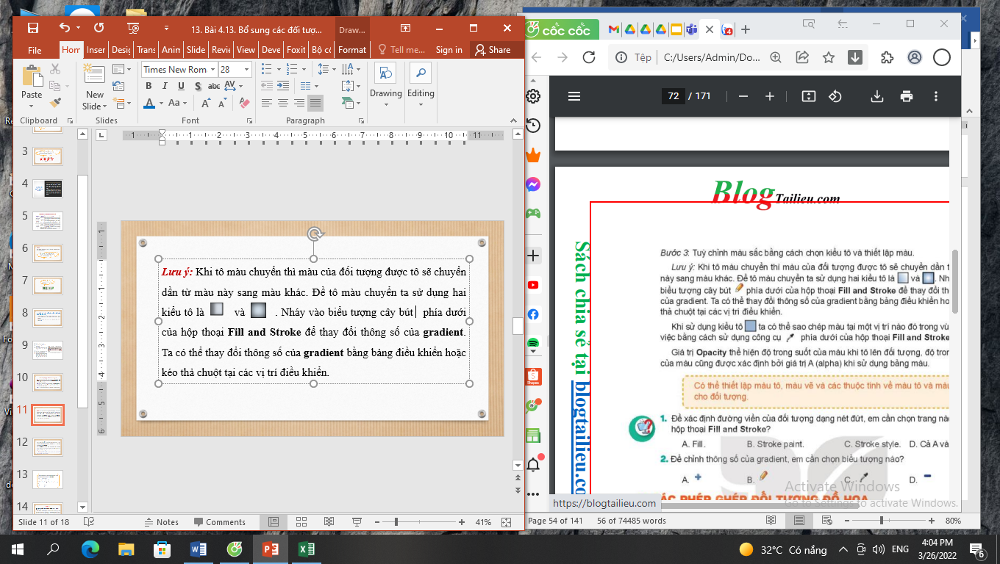 13. Bài 4.13. Bổ sung các đối tượ...
Draw...
File
Hom
Inser
Desig
Trans
Anim
Slide
Revie
View
Deve
Foxit
Bộ cô
Format
Tell me...
Sign in
Share
Paste
New
Slide
Times New Rom
28
Drawing
Editing
Clipboard
Slides
Font
Paragraph
3
4
5
6
7
8
9
10
11
12
13
14
Lưu ý: Khi tô màu chuyển thì màu của đối tượng được tô sẽ chuyển
dần từ màu này sang màu khác. Để tô màu chuyển ta sử dụng hai
kiểu tô là và . Nháy vào biểu tượng cây bút phía dưới
của hộp thoại Fill and Stroke để thay đổi thông số của gradient.
Ta có thể thay đổi thông số của gradient bằng bảng điều khiển hoặc
kéo thả chuột tại các vị trí điều khiển.
Slide 11 of 18
Notes
Comments
41%
cốc cốc
Tệp
C:/Users/Admin/Do...
72 / 171
Blog Tailieu.com
Sách chia sẻ tại blogtailieu.co
Bước 3: Tuỳ chỉnh màu sắc bằng cách chọn kiểu tô và thiết lập màu.
Lưu ý: Khi tô màu chuyển thì màu của đối tượng được tô sẽ chuyển dần t
này sang màu khác. Để tô màu chuyển ta sử dụng hai kiểu tô là và . Nh
biểu tượng cây bút phía dưới của hộp thoại Fill and Stroke để thay đổi thô
của gradient. Ta có thể thay đổi thông số của gradient bằng bảng điều khiển ho
thả chuột tại các vị trí điều khiển.
Khi sử dụng kiểu tô ta có thể sao chép màu tại một vị trí nào đó trong vù
việc bằng cách sử dụng công cụ phía dưới của hộp thoại Fill and Stroke
Giá trị Opacity thể hiện độ trong suốt của màu khi tô lên đối tượng, độ tron
của màu cũng được xác định bởi giá trị A (alpha) khi sử dụng bảng màu.
Có thể thiết lập màu tô, màu vẽ và các thuộc tính về màu tô và mà
cho đối tượng.
1. Để xác định đường viền của đối tượng dạng nét đứt, em cần chọn trang nà
hộp thoại Fill and Stroke?
A. Fill. B. Stroke paint. C. Stroke style. D. Cả A và
2. Để chỉnh thông số của gradient, em cần chọn biểu tượng nào?
A. B. C. D.
ÁC PHÉP GHÉP ĐỐI TƯỢNG ĐỒ HỌA
Activate Windows
Go to Settings to activate Windows.
https://blogtailieu.com
Page 54 of 141
56 of 74485 words
80%
32°C Có nắng
ENG
4:04 PM
3/26/2022
6